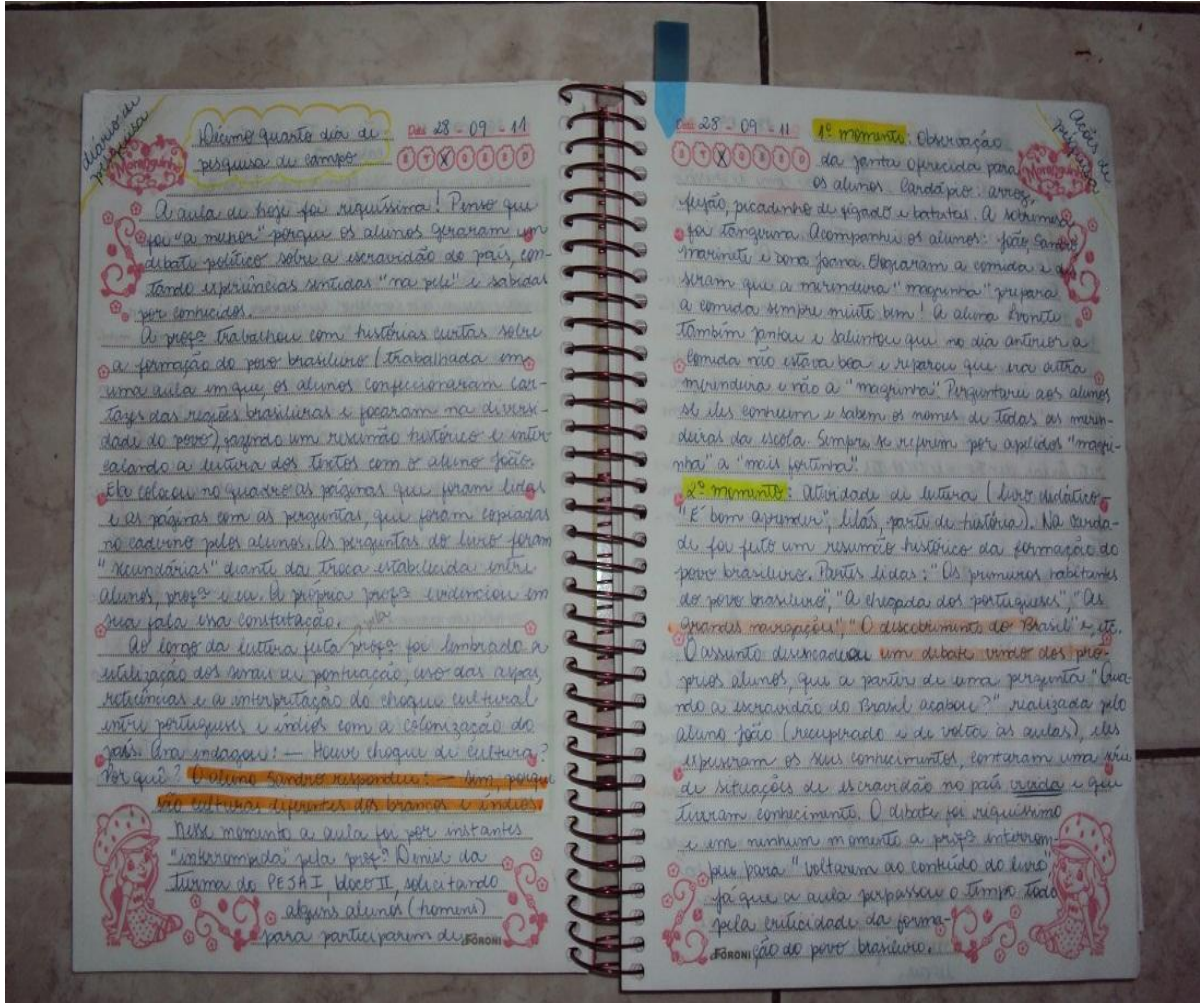 diário de
pesquisa
Décimo quarto dia de
pesquisa de campo
Data 28 - 09 - 11
Moranguinho
S T X Q S S D
A aula de hoje foi riquíssima! Penso que
foi "a melhor" porque os alunos geraram um
debate político sobre a escravidão do país, con-
tando experiências sentidas "na pele" e sabidas
por conhecidos.
A profª trabalhou com histórias curtas sobre
a formação do povo brasileiro (trabalhada em
uma aula em que, os alunos confeccionaram car-
tazes das regiões brasileiras e focaram na diversi-
dade do povo), fazendo um resumão histórico e inter
calando a leitura dos textos com o aluno João.
Ela colocou no quadro as páginas que foram lidas
e as páginas com as perguntas, que foram copiadas
no caderno pelos alunos. As perguntas do livro foram
"secundárias" diante da troca estabelecida entre
alunos, profª e eu. A própria profª evidenciou em
sua fala essa constatação.
pela
Ao longo da leitura feita profª foi lembrado a
utilização dos sinais de pontuação, uso das aspas,
reticências e a interpretação do choque cultural
entre portugueses e índios com a colonização do
país. Ana indagou: — Houve choque de cultura?
Por quê? O aluno Sandro respondeu: — Sim, porque
são culturas diferentes dos brancos e índios.
Nesse momento a aula foi por instantes
"interrompida" pela profª Denise da
turma do PEJA I, bloco II, solicitando
alguns alunos (homens)
para participarem de
FORONI
Data 28 - 09 - 11
S T X Q S S D
Ações de
pesquisa
Moranguinho
1º momento: Observação
da janta oferecida para
os alunos. Cardápio: arroz,
feijão, picadinho de fígado e batatas. A sobremesa
foi tangerina. Acompanhei os alunos: João, Sandro
Marinete e Dona Joana. Elogiaram a comida e di
seram que a merendeira "magrinha" prepara
a comida sempre muito bem! A aluna Ivonete
também jantou e salientou que no dia anterior a
comida não estava boa e reparou que era outra
merendeira e não a "magrinha". Perguntarei aos alunos
se eles conhecem e sabem os nomes de todas as meren-
deiras da escola. Sempre se referem por apelidos "magri-
nha" a "mais fortinha".
2º momento: Atividade de leitura (livro didático
"É bom aprender", lilás, parte de história). Na verda-
de foi feito um resumão histórico da formação do
povo brasileiro. Partes lidas: "Os primeiros habitantes
do povo brasileiro", "A chegada dos portugueses", "As
grandes navegações", "O descobrimento do Brasil" e, etc.
O assunto desencadeou um debate vindo dos pró-
prios alunos, que a partir de uma pergunta "Qua
ndo a escravidão do Brasil acabou?" realizada pelo
aluno João (recuperado e de volta às aulas), eles
expuseram os seus conhecimentos, contaram uma série
de situações de escravidão no país vivida e que
tiveram conhecimento. O debate foi riquíssimo
e em nenhum momento a profª interrom-
peu para "voltarem ao conteúdo do livro"
já que a aula perpassou o tempo todo
pela criticidade da forma-
ção do povo brasileiro.
FORONI